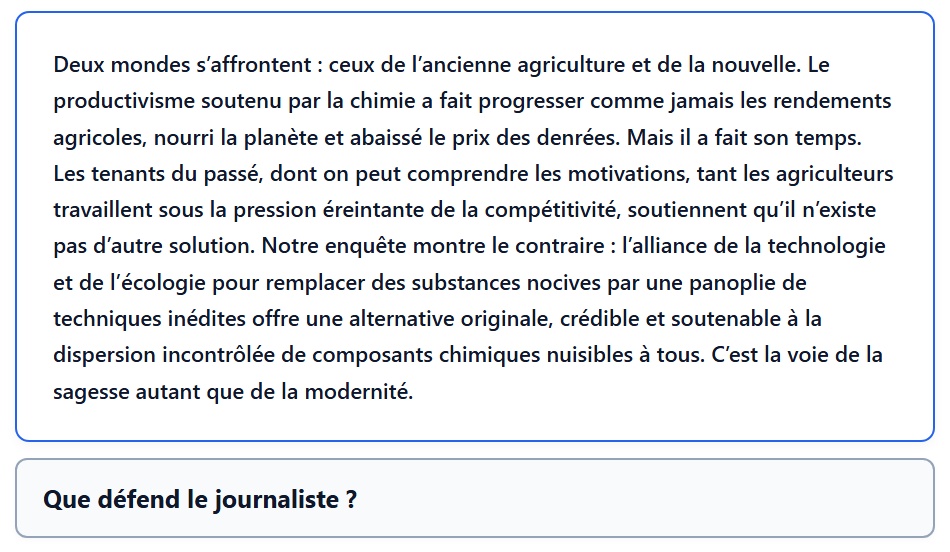 Deux mondes s’affrontent : ceux de l’ancienne agriculture et de la nouvelle. Le
productivisme soutenu par la chimie a fait progresser comme jamais les rendements
agricoles, nourri la planète et abaissé le prix des denrées. Mais il a fait son temps.
Les tenants du passé, dont on peut comprendre les motivations, tant les agriculteurs
travaillent sous la pression éreintante de la compétitivité, soutiennent qu’il n’existe
pas d’autre solution. Notre enquête montre le contraire : l’alliance de la technologie
et de l’écologie pour remplacer des substances nocives par une panoplie de
techniques inédites offre une alternative originale, crédible et soutenable à la
dispersion incontrôlée de composants chimiques nuisibles à tous. C’est la voie de la
sagesse autant que de la modernité.
Que défend le journaliste ?